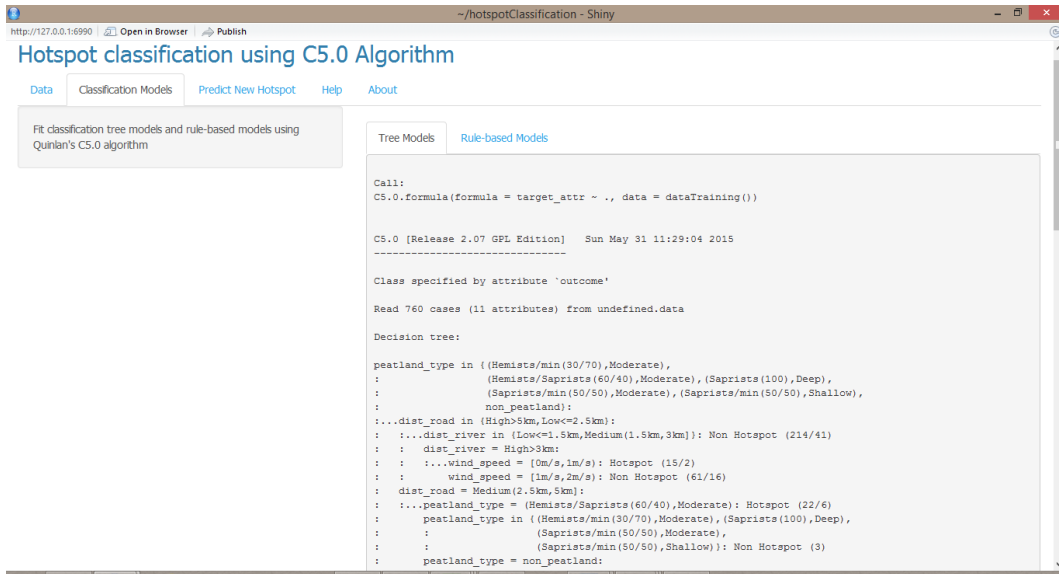 ~/hotspotClassification - Shiny
http://127.0.0.1:6990 Open in Browser Publish
Hotspot classification using C5.0 Algorithm
Data Classification Models Predict New Hotspot Help About
Fit classification tree models and rule-based models using
Quinlan's C5.0 algorithm
Tree Models Rule-based Models
Call:
C5.0.formula(formula = target_attr ~ ., data = dataTraining())
C5.0 [Release 2.07 GPL Edition]   Sun May 31 11:29:04 2015
-------------------------------
Class specified by attribute `outcome'
Read 760 cases (11 attributes) from undefined.data
Decision tree:
peatland_type in {(Hemists/min(30/70),Moderate),
:                 (Hemists/Saprists(60/40),Moderate),(Saprists(100),Deep),
:                 (Saprists/min(50/50),Moderate),(Saprists/min(50/50),Shallow),
:                 non_peatland}:
:...dist_road in {High>5km,Low<=2.5km}:
:   :...dist_river in {Low<=1.5km,Medium(1.5km,3km]}: Non Hotspot (214/41)
:   :   dist_river = High>3km:
:   :   :...wind_speed = [0m/s,1m/s): Hotspot (15/2)
:   :       wind_speed = [1m/s,2m/s): Non Hotspot (61/16)
:   dist_road = Medium(2.5km,5km]:
:   :...peatland_type = (Hemists/Saprists(60/40),Moderate): Hotspot (22/6)
:       peatland_type in {(Hemists/min(30/70),Moderate),(Saprists(100),Deep),
:       :                 (Saprists/min(50/50),Moderate),
:       :                 (Saprists/min(50/50),Shallow)}: Non Hotspot (3)
:       peatland_type = non_peatland: